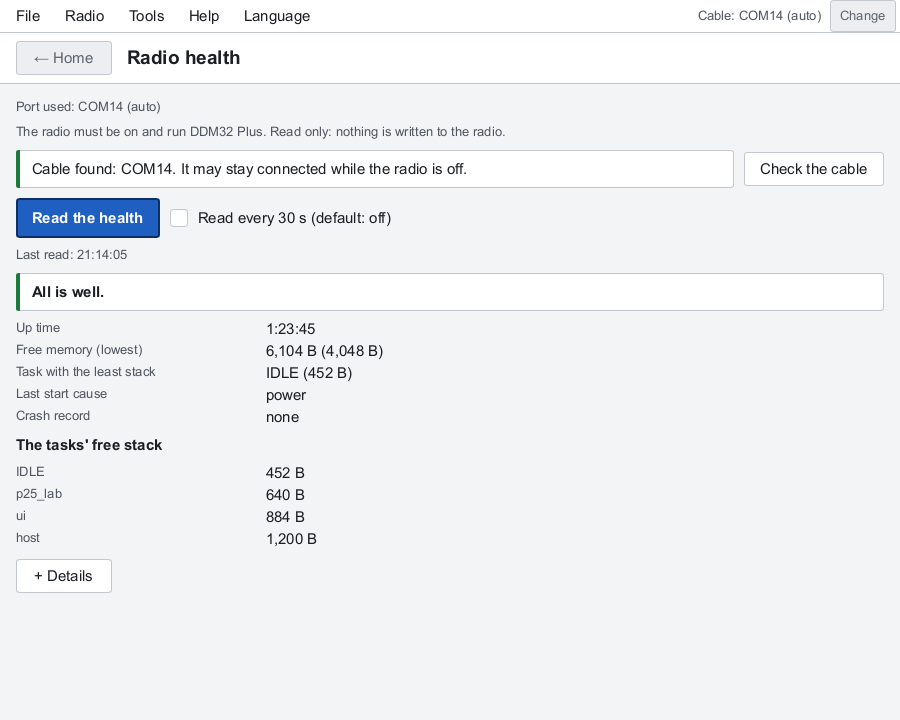 File Radio Tools Help Language Cable: COM14 (auto) Change
← Home Radio health
Port used: COM14 (auto)
The radio must be on and run DDM32 Plus. Read only: nothing is written to the radio.
Cable found: COM14. It may stay connected while the radio is off. Check the cable
Read the health Read every 30 s (default: off)
Last read: 21:14:05
All is well.
Up time 1:23:45
Free memory (lowest) 6,104 B (4,048 B)
Task with the least stack IDLE (452 B)
Last start cause power
Crash record none
The tasks' free stack
IDLE 452 B
p25_lab 640 B
ui 884 B
host 1,200 B
+ Details